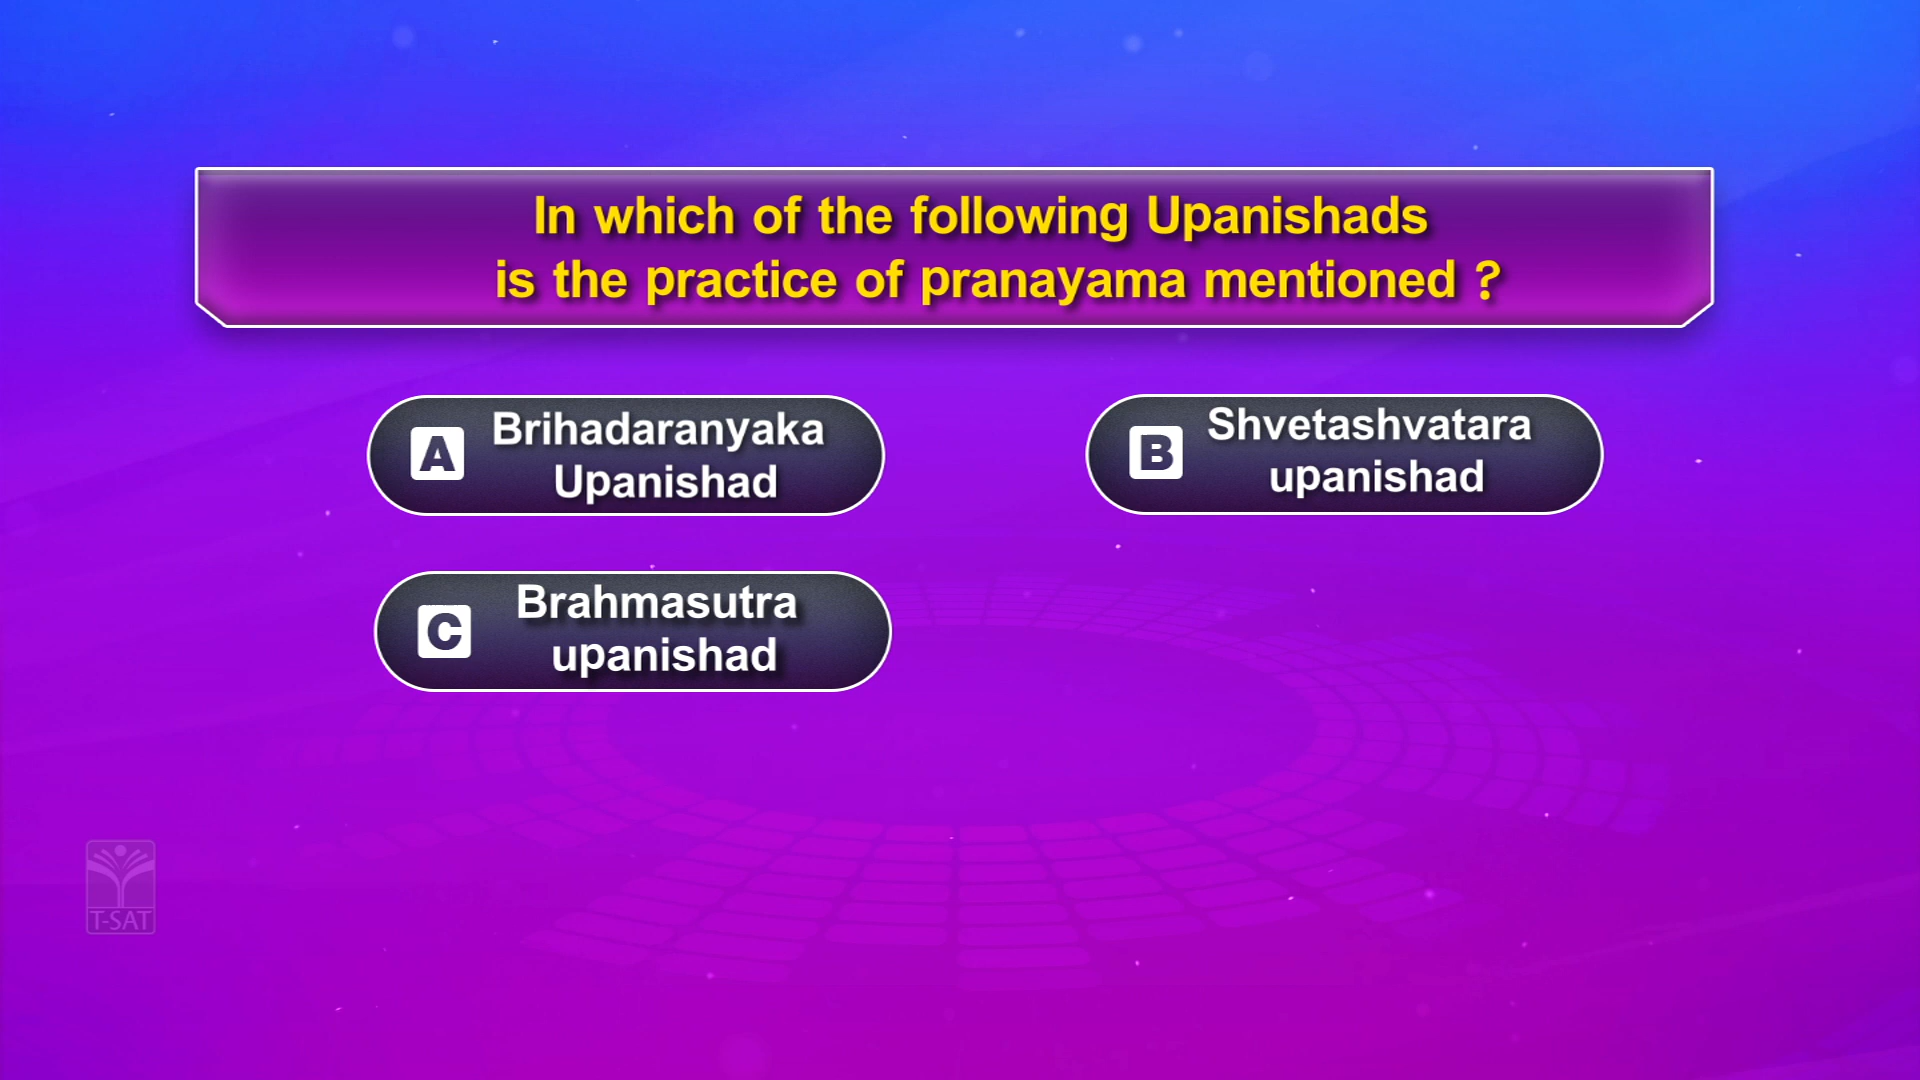 In which of the following Upanishads
is the practice of pranayama mentioned ?
A Brihadaranyaka
Upanishad
B Shvetashvatara
upanishad
C Brahmasutra
upanishad
T-SAT